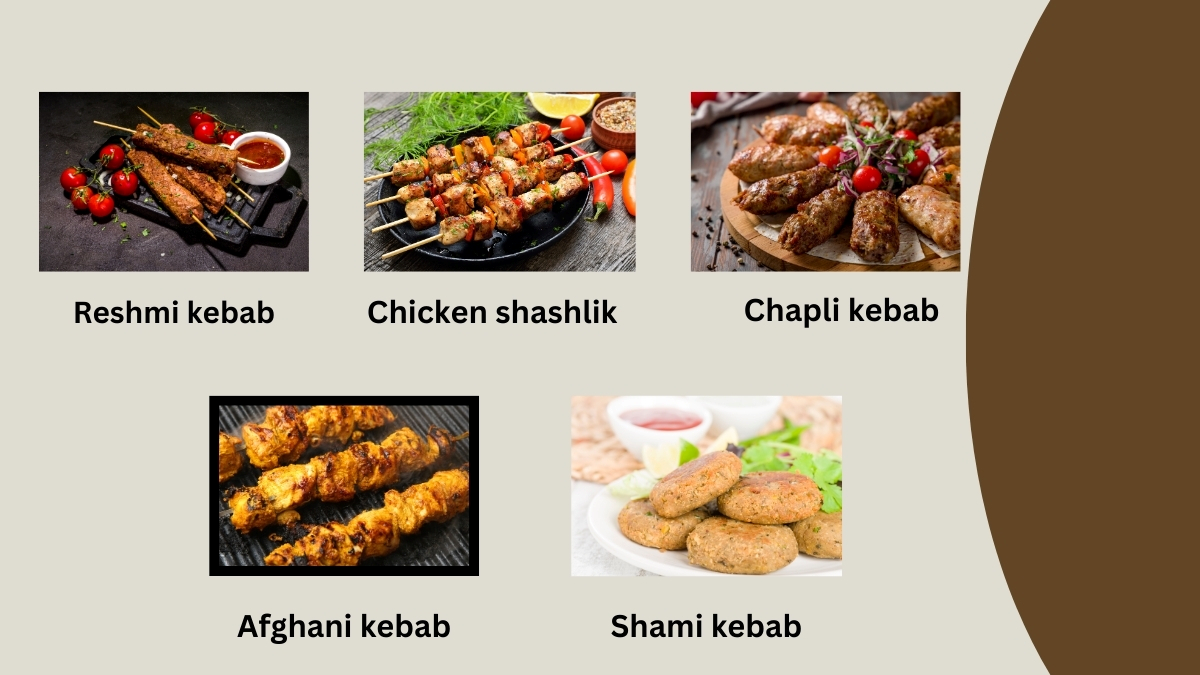 Reshmi kebab
Chicken shashlik
Chapli kebab
Afghani kebab
Shami kebab